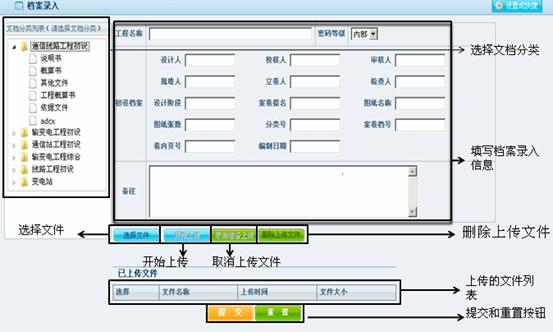 档案录入
设置成快捷
文档分类列表(请选择文档分类)
通信线路工程初设
说明书
概算书
其他文件
工程概算书
依据文件
adcx
输变电工程初设
通信站工程初设
输变电工程综合
线路工程初设
变电站
工程名称 密码等级 内部
初设档案
设计人 校核人 审核人
批准人 立卷人 检查人
设计阶段 案卷提名 图纸名称
图纸张数 分类号 案卷档号
卷内页号 编制日期
备注
选择文档分类
填写档案录入
信息
选择文件
选择文件 开始上传 取消上传 删除上传文件
删除上传文件
开始上传 取消上传文件
已上传文件
选择 文件名称 上传时间 文件大小
上传的文件列
表
提交 重置
提交和重置按钮